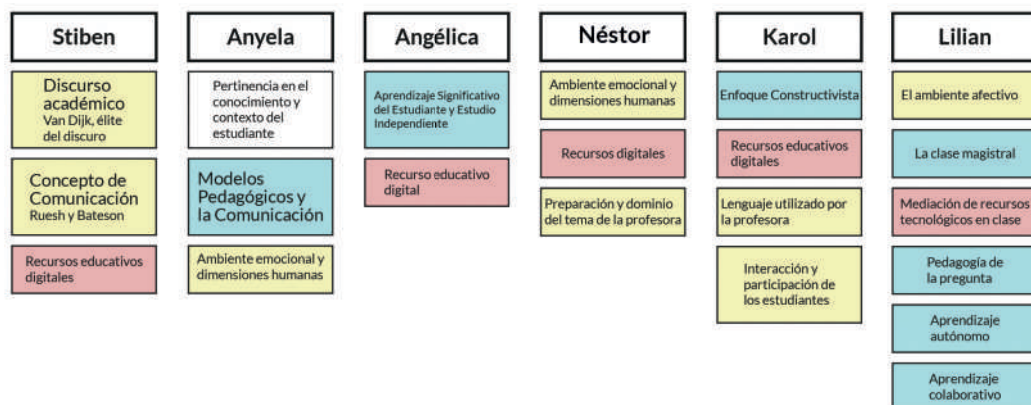 Stiben
Discurso
académico
Van Dijk, élite
del discuro
Concepto de
Comunicación
Ruesh y Bateson
Recursos educativos
digitales
Anyela
Pertinencia en el
conocimiento y
contexto del
estudiante
Modelos
Pedagógicos y
la Comunicación
Ambiente emocional y
dimensiones humanas
Angélica
Aprendizaje Significativo
del Estudiante y Estudio
Independiente
Recurso educativo
digital
Néstor
Ambiente emocional y
dimensiones humanas
Recursos digitales
Preparación y dominio
del tema de la profesora
Karol
Enfoque Constructivista
Recursos educativos
digitales
Lenguaje utilizado por
la profesora
Interacción y
participación de
los estudiantes
Lilian
El ambiente afectivo
La clase magistral
Mediación de recursos
tecnológicos en clase
Pedagogía de
la pregunta
Aprendizaje
autónomo
Aprendizaje
colaborativo